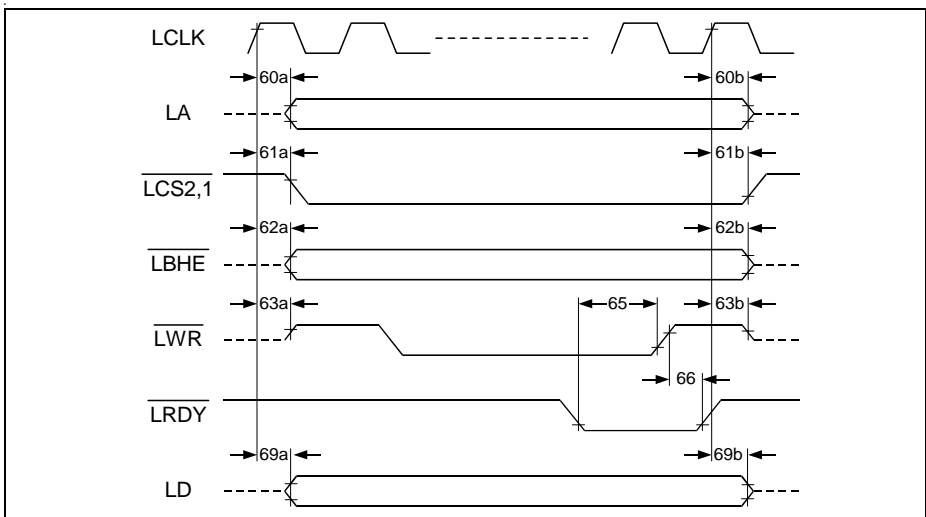 LCLK
60a 60b
LA
61a 61b
LCS2,1
62a 62b
LBHE
63a 65 63b
LWR
66
LRDY
69a 69b
LD